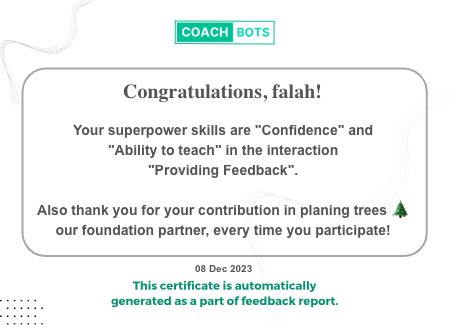 COACH BOTS
Congratulations, falah!
Your superpower skills are "Confidence" and
"Ability to teach" in the interaction
"Providing Feedback".
Also thank you for your contribution in planing trees 🌲
our foundation partner, every time you participate!
08 Dec 2023
This certificate is automatically
generated as a part of feedback report.